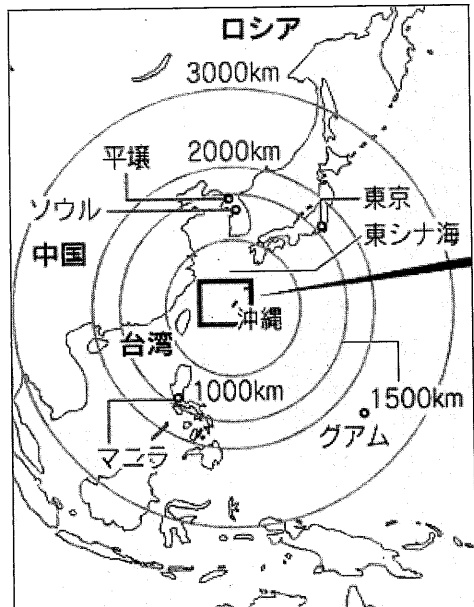 ロシア
3000km
2000km
平壌
ソウル
東京
東シナ海
中国
沖縄
台湾
1000km
1500km
グアム
マニラ